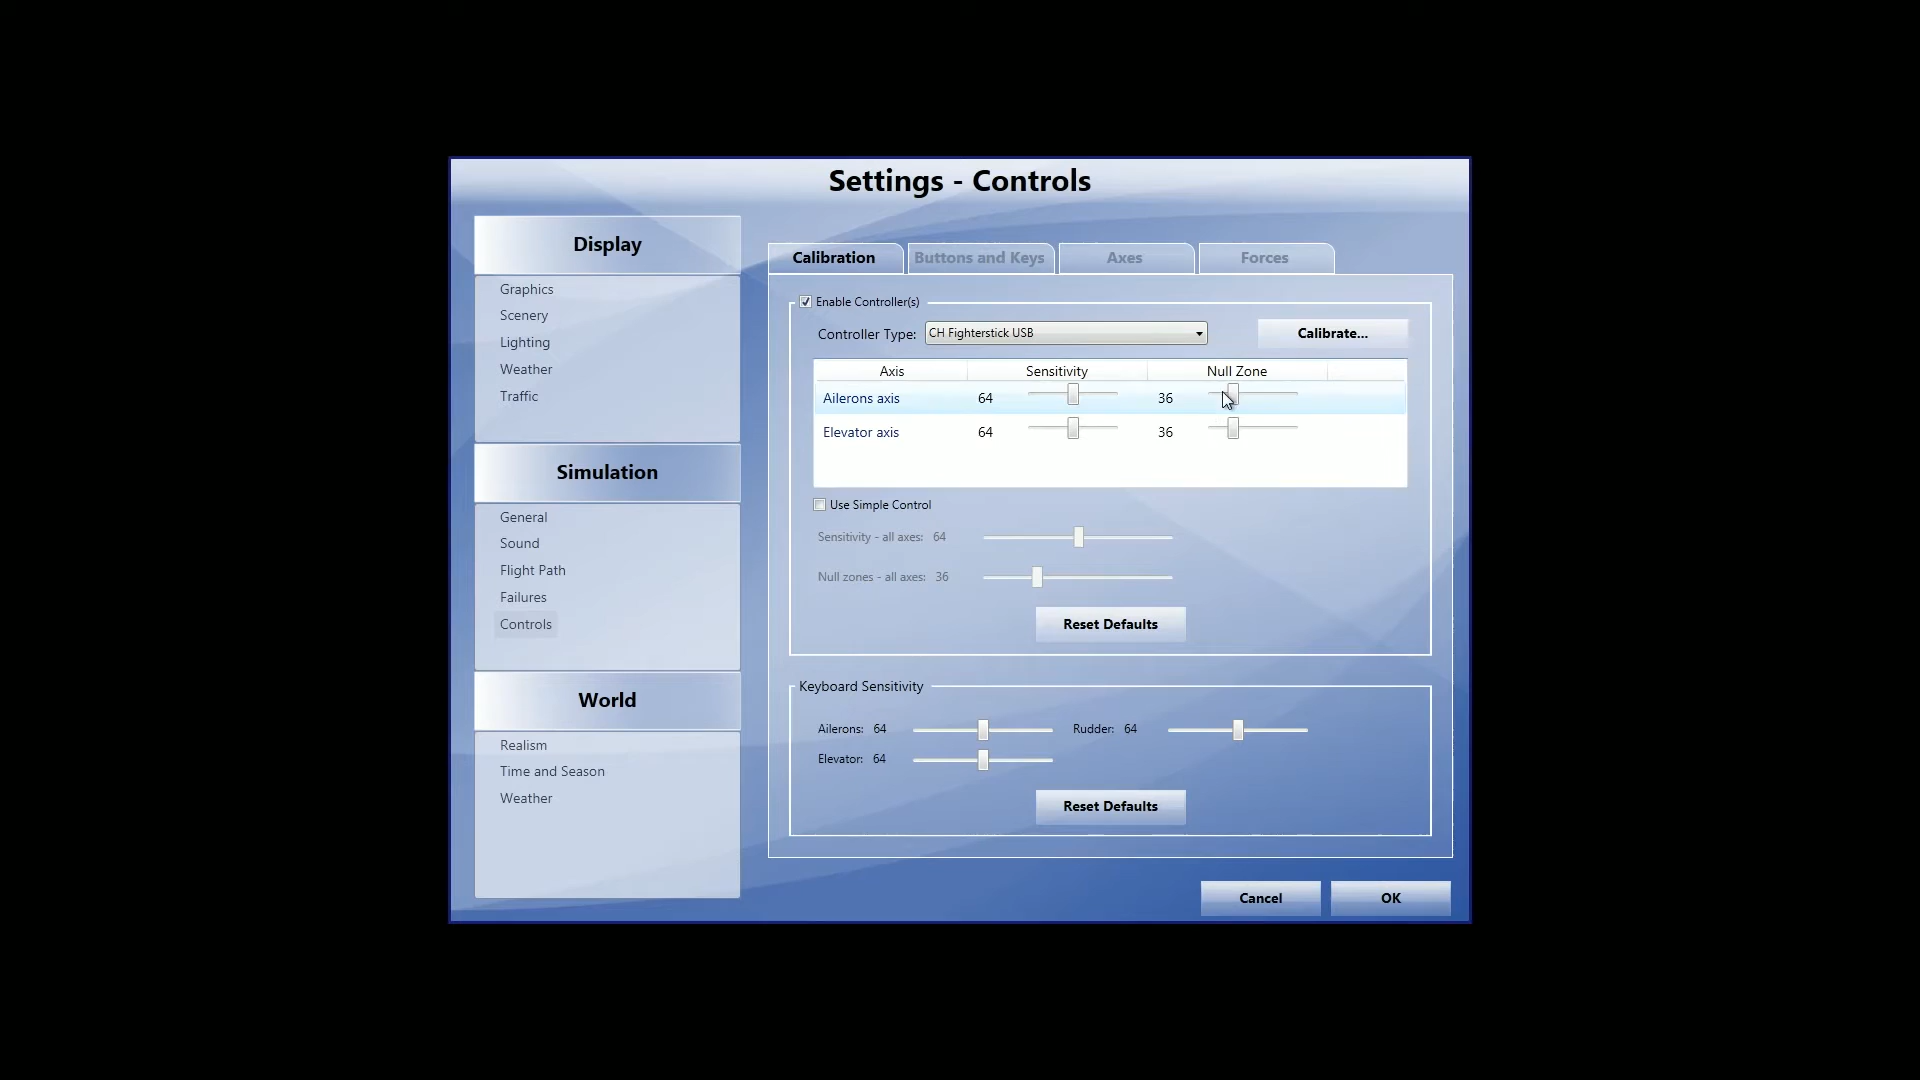 Settings - Controls
Display
Graphics
Scenery
Lighting
Weather
Traffic
Simulation
General
Sound
Flight Path
Failures
Controls
World
Realism
Time and Season
Weather
Calibration Buttons and Keys Axes Forces
Enable Controller(s)
Controller Type: CH Fighterstick USB Calibrate...
Axis Sensitivity Null Zone
Ailerons axis 64 36
Elevator axis 64 36
Use Simple Control
Sensitivity - all axes: 64
Null zones - all axes: 36
Reset Defaults
Keyboard Sensitivity
Ailerons: 64 Rudder: 64
Elevator: 64
Reset Defaults
Cancel OK